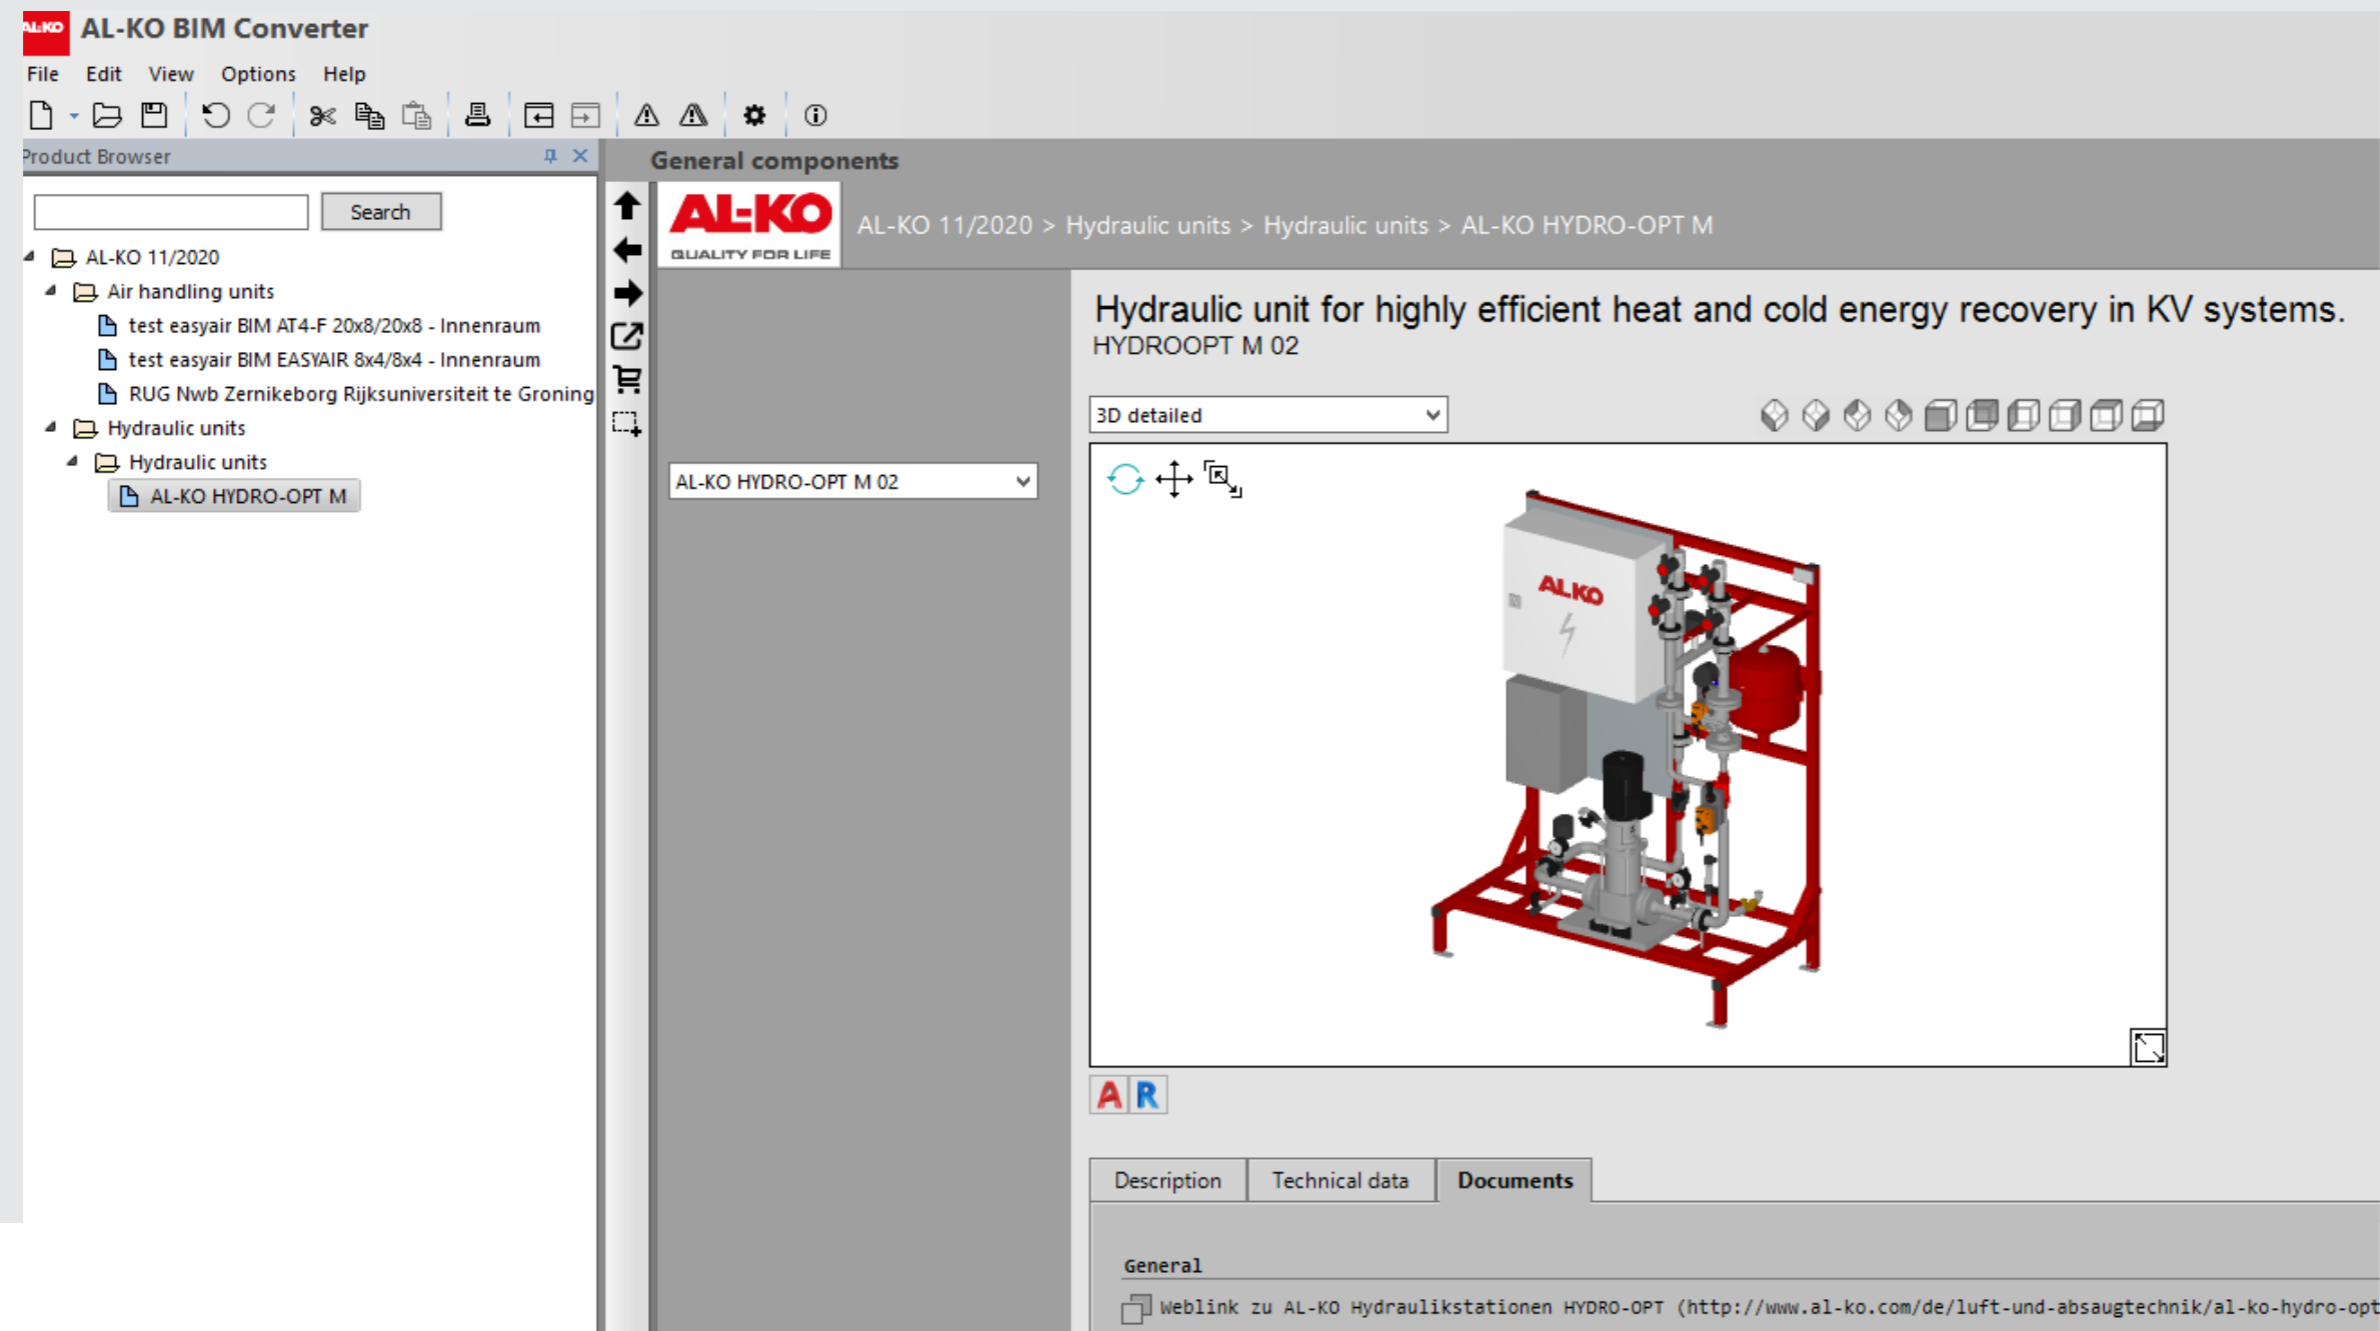 AL-KO
AL-KO BIM Converter
File Edit View Options Help
Product Browser
Search
AL-KO 11/2020
Air handling units
test easyair BIM AT4-F 20x8/20x8 - Innenraum
test easyair BIM EASYAIR 8x4/8x4 - Innenraum
RUG Nwb Zernikeborg Rijksuniversiteit te Groning
Hydraulic units
Hydraulic units
AL-KO HYDRO-OPT M
General components
AL-KO
QUALITY FOR LIFE
AL-KO 11/2020 > Hydraulic units > Hydraulic units > AL-KO HYDRO-OPT M
AL-KO HYDRO-OPT M 02
Hydraulic unit for highly efficient heat and cold energy recovery in KV systems.
HYDROOPT M 02
3D detailed
ALKO
A R
Description Technical data Documents
General
Weblink zu AL-KO Hydraulikstationen HYDRO-OPT (http://www.al-ko.com/de/luft-und-absaugtechnik/al-ko-hydro-opt